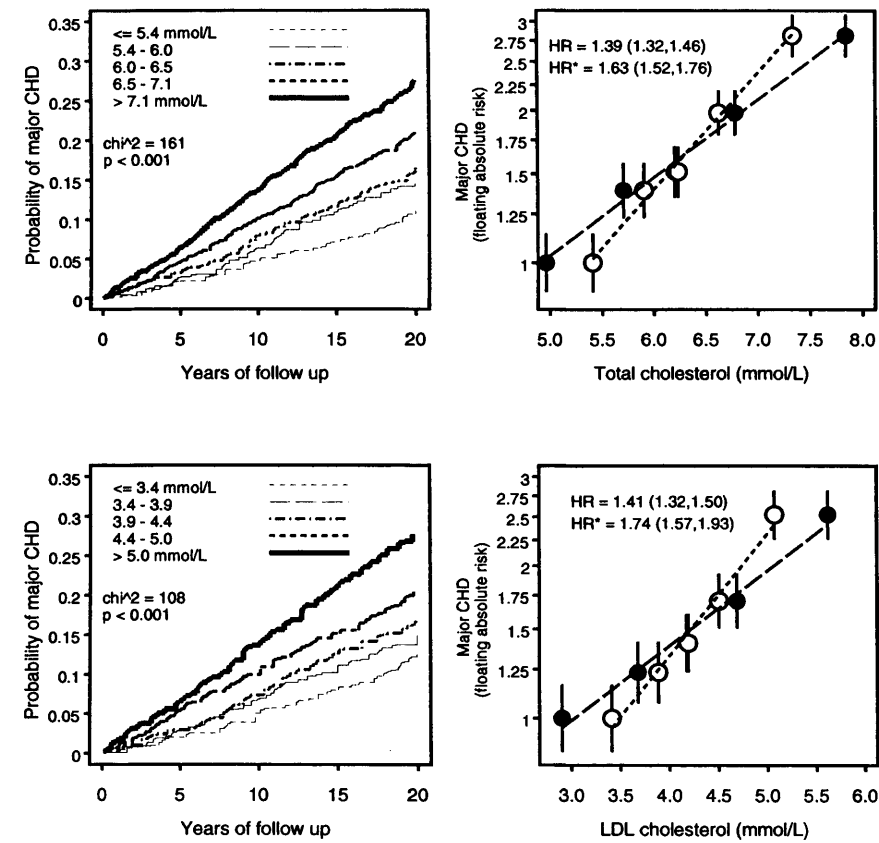 0.35
0.3
0.25
0.2
0.15
0.1
0.05
0
Probability of major CHD
<= 5.4 mmol/L
5.4 - 6.0
6.0 - 6.5
6.5 - 7.1
> 7.1 mmol/L
chi^2 = 161
p < 0.001
0 5 10 15 20
Years of follow up
3
2.75
2.5
2.25
2
1.75
1.5
1.25
1
Major CHD
(floating absolute risk)
HR = 1.39 (1.32,1.46)
HR* = 1.63 (1.52,1.76)
5.0 5.5 6.0 6.5 7.0 7.5 8.0
Total cholesterol (mmol/L)
0.35
0.3
0.25
0.2
0.15
0.1
0.05
0
Probability of major CHD
<= 3.4 mmol/L
3.4 - 3.9
3.9 - 4.4
4.4 - 5.0
> 5.0 mmol/L
chi^2 = 108
p < 0.001
0 5 10 15 20
Years of follow up
3
2.75
2.5
2.25
2
1.75
1.5
1.25
1
Major CHD
(floating absolute risk)
HR = 1.41 (1.32,1.50)
HR* = 1.74 (1.57,1.93)
3.0 3.5 4.0 4.5 5.0 5.5 6.0
LDL cholesterol (mmol/L)